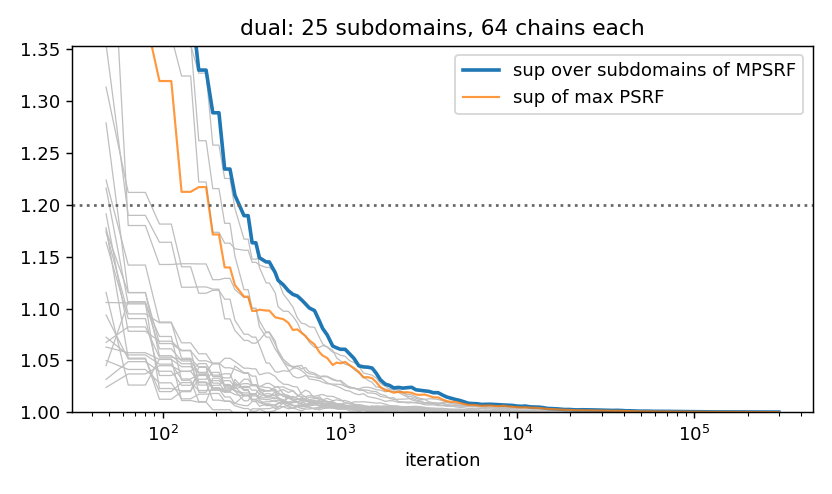 dual: 25 subdomains, 64 chains each
sup over subdomains of MPSRF
sup of max PSRF
1.35
1.30
1.25
1.20
1.15
1.10
1.05
1.00
10² 10³ 10⁴ 10⁵
iteration